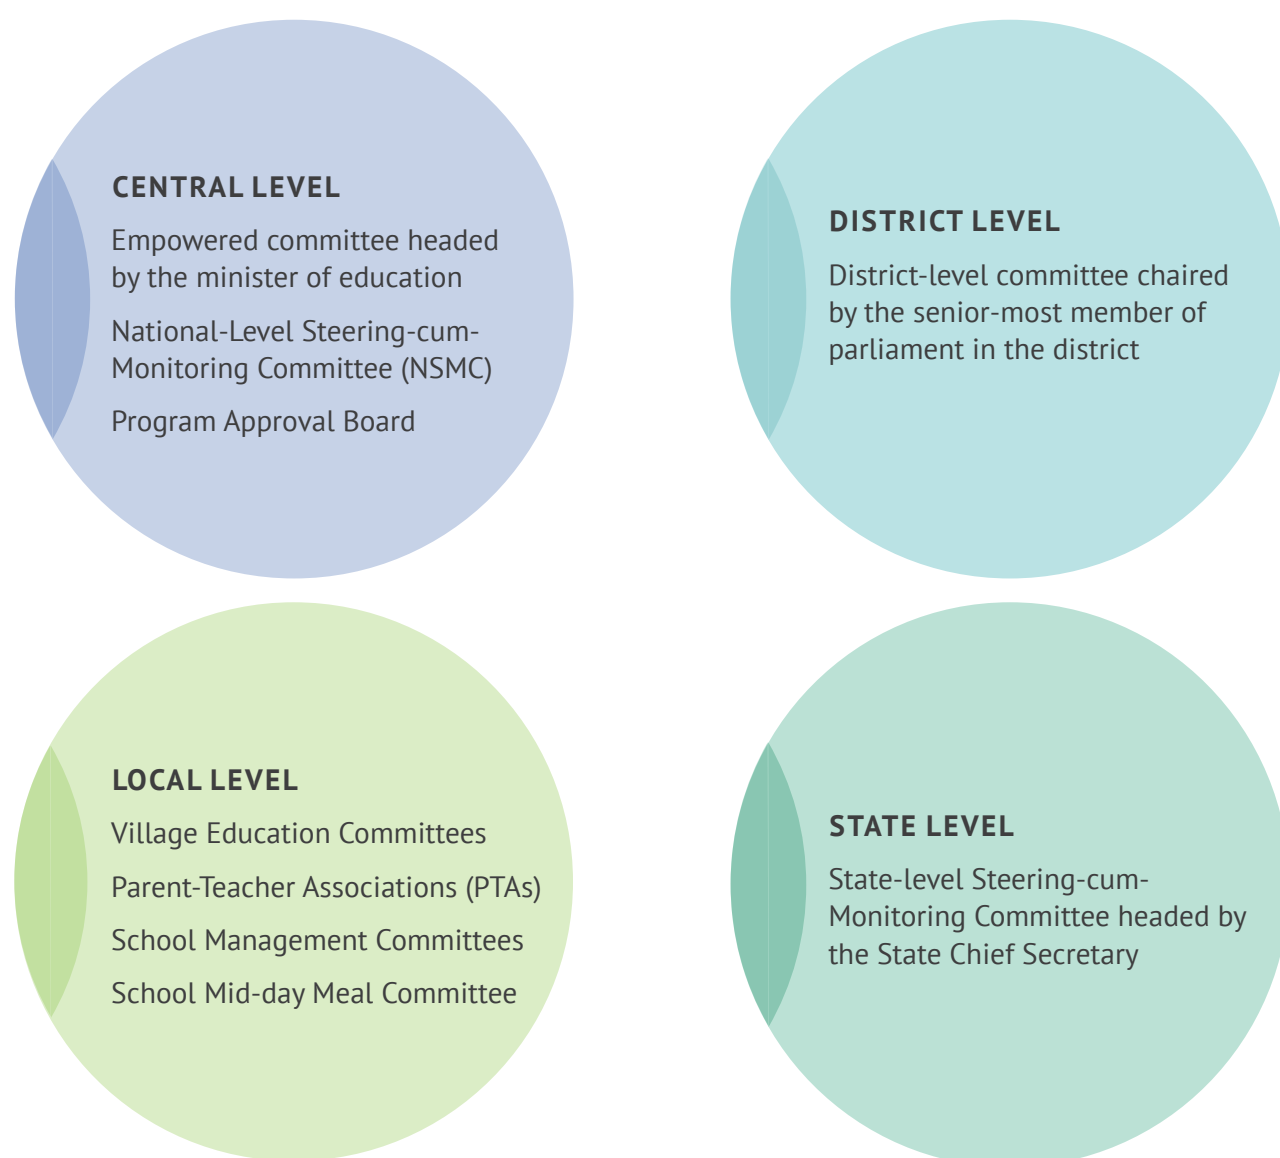 CENTRAL LEVEL
Empowered committee headed
by the minister of education
National-Level Steering-cum-
Monitoring Committee (NSMC)
Program Approval Board
DISTRICT LEVEL
District-level committee chaired
by the senior-most member of
parliament in the district
LOCAL LEVEL
Village Education Committees
Parent-Teacher Associations (PTAs)
School Management Committees
School Mid-day Meal Committee
STATE LEVEL
State-level Steering-cum-
Monitoring Committee headed by
the State Chief Secretary